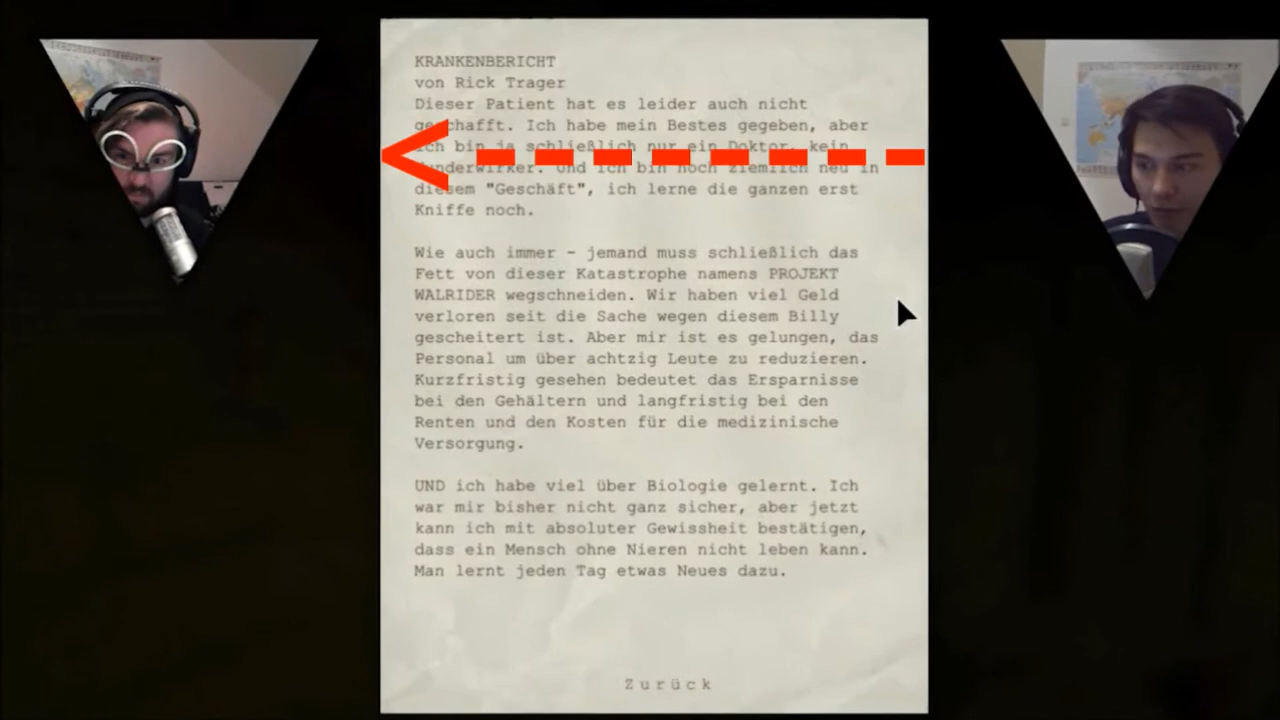 KRANKENBERICHT
von Rick Trager
Dieser Patient hat es leider auch nicht
geschafft. Ich habe mein Bestes gegeben, aber
ich bin ja schließlich nur ein Doktor, kein
Wunderwirker. Und ich bin noch ziemlich neu in
diesem "Geschäft", ich lerne die ganzen erst
Kniffe noch.
Wie auch immer - jemand muss schließlich das
Fett von dieser Katastrophe namens PROJEKT
WALRIDER wegschneiden. Wir haben viel Geld
verloren seit die Sache wegen diesem Billy
gescheitert ist. Aber mir ist es gelungen, das
Personal um über achtzig Leute zu reduzieren.
Kurzfristig gesehen bedeutet das Ersparnisse
bei den Gehältern und langfristig bei den
Renten und den Kosten für die medizinische
Versorgung.
UND ich habe viel über Biologie gelernt. Ich
war mir bisher nicht ganz sicher, aber jetzt
kann ich mit absoluter Gewissheit bestätigen,
dass ein Mensch ohne Nieren nicht leben kann.
Man lernt jeden Tag etwas Neues dazu.
Zurück